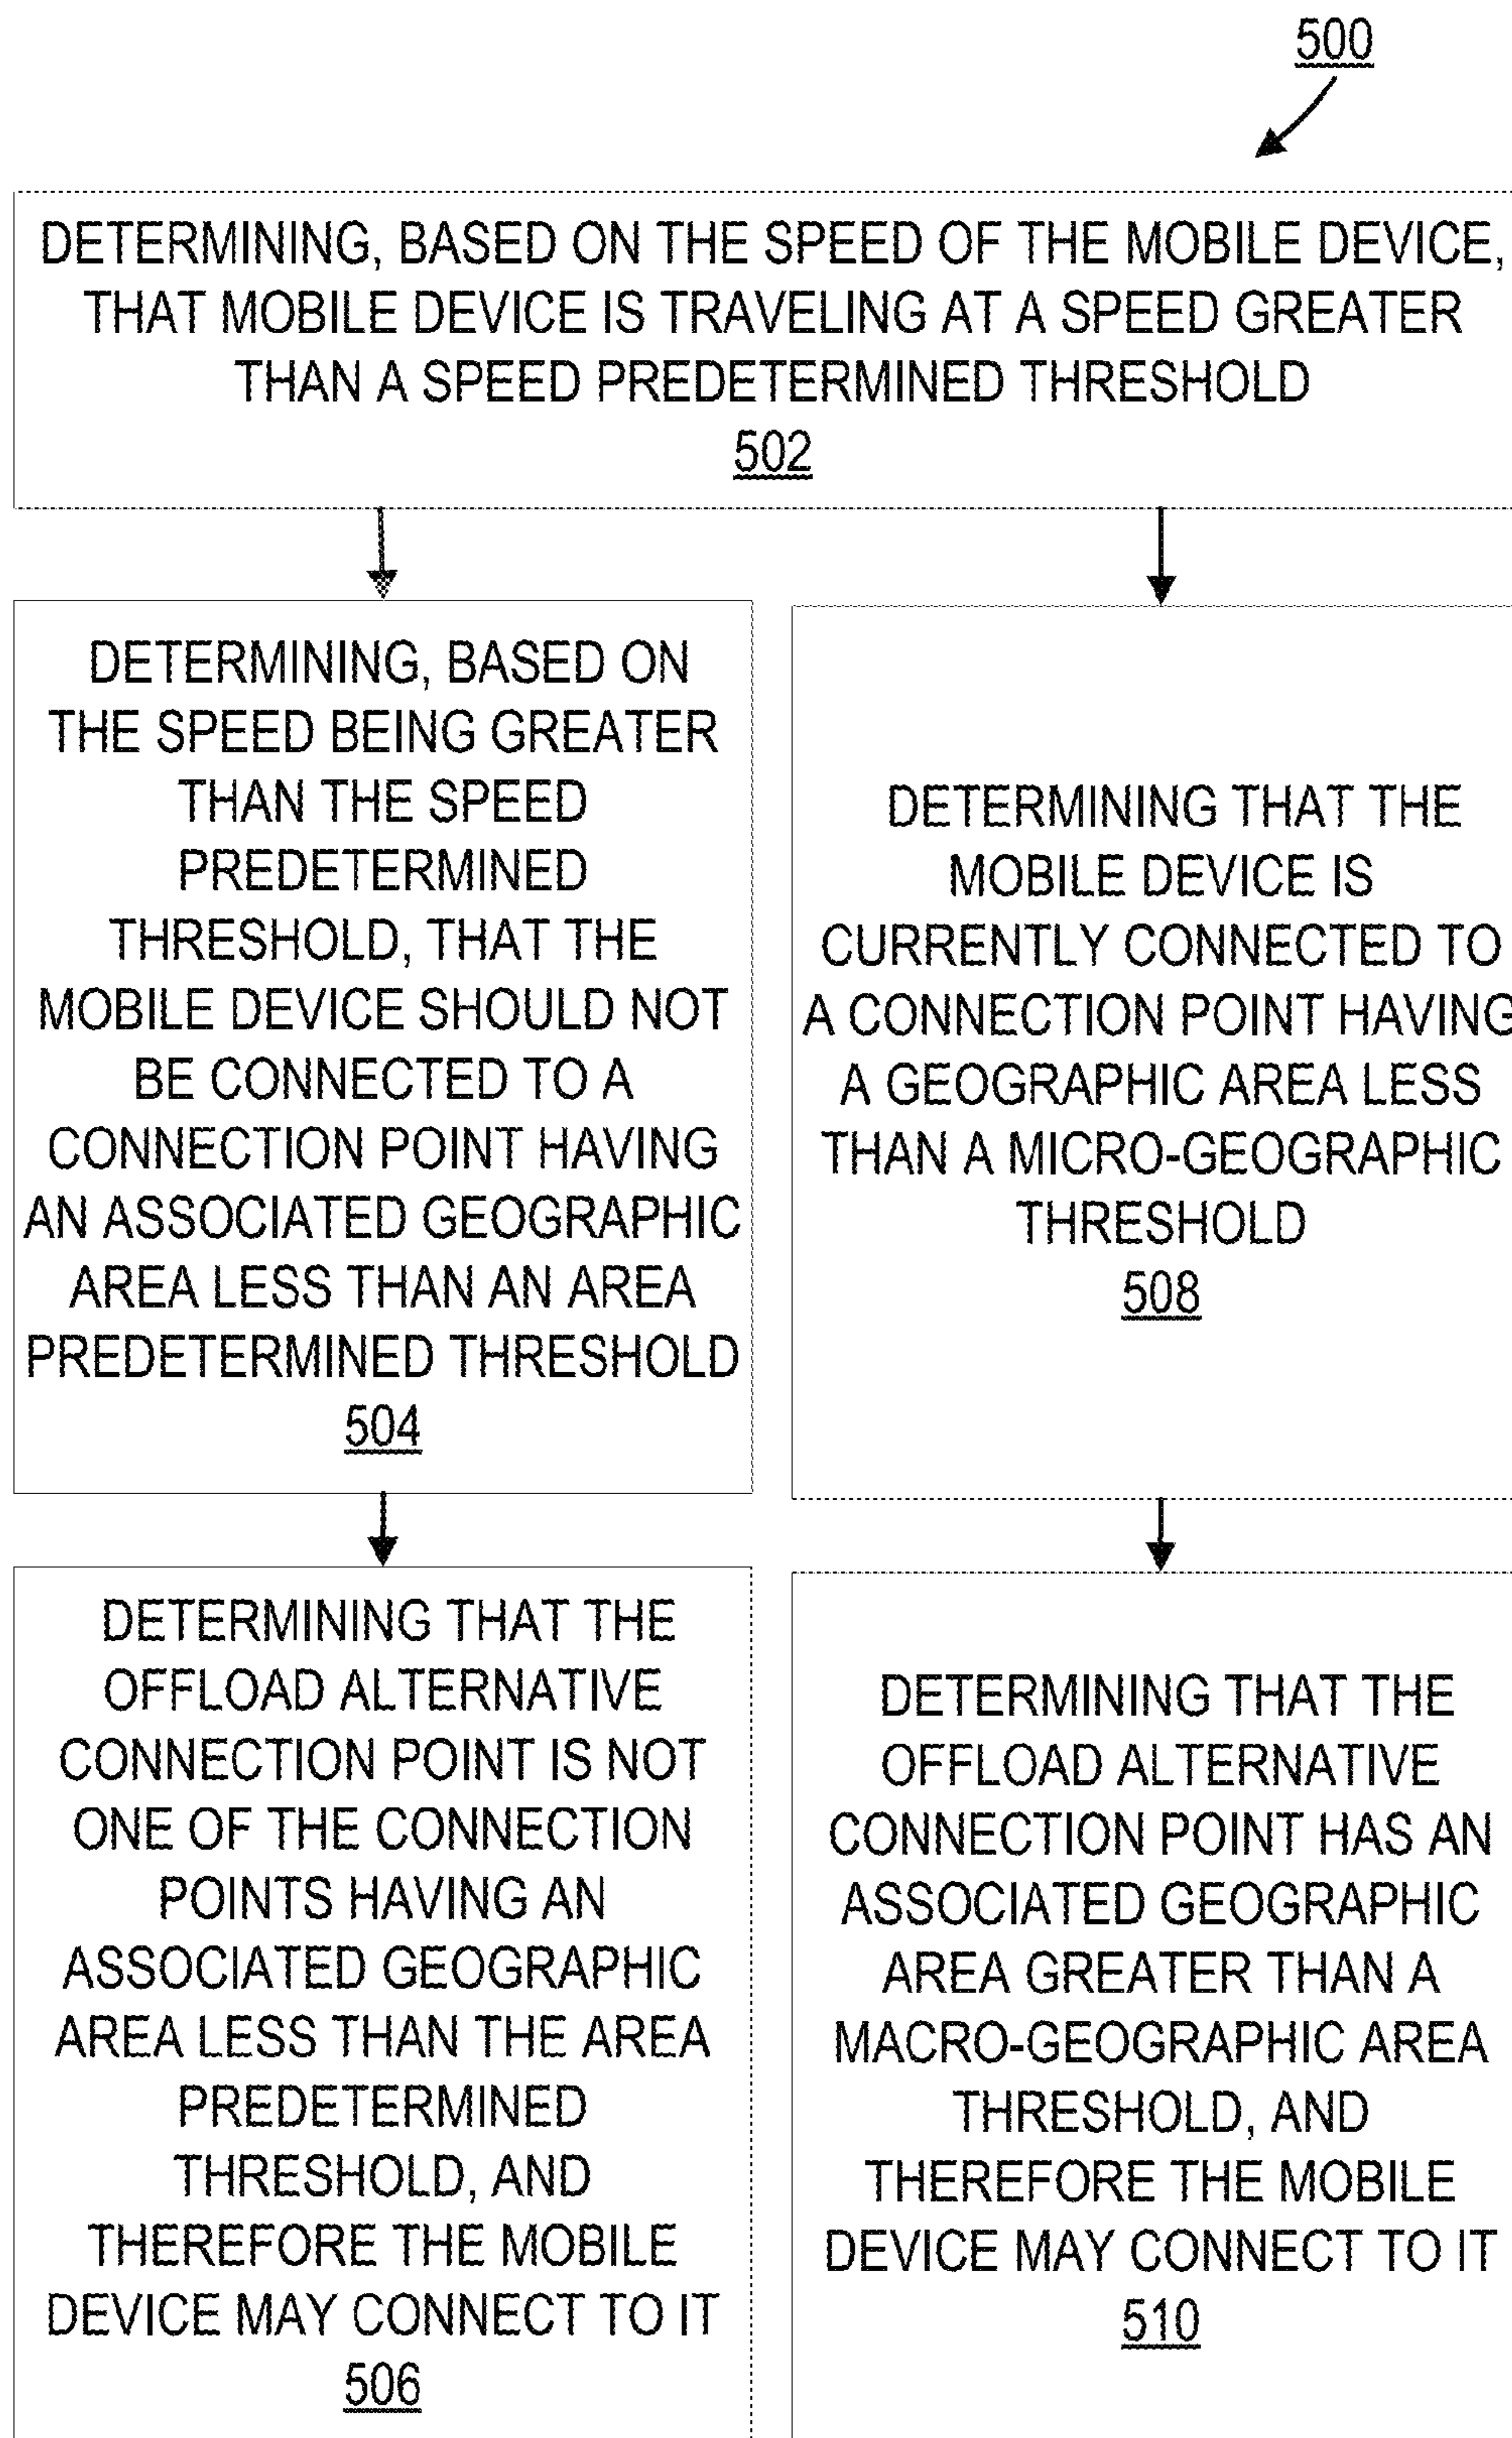 500
DETERMINING, BASED ON THE SPEED OF THE MOBILE DEVICE,
THAT MOBILE DEVICE IS TRAVELING AT A SPEED GREATER
THAN A SPEED PREDETERMINED THRESHOLD
502
DETERMINING, BASED ON
THE SPEED BEING GREATER
THAN THE SPEED
PREDETERMINED
THRESHOLD, THAT THE
MOBILE DEVICE SHOULD NOT
BE CONNECTED TO A
CONNECTION POINT HAVING
AN ASSOCIATED GEOGRAPHIC
AREA LESS THAN AN AREA
PREDETERMINED THRESHOLD
504
DETERMINING THAT THE
OFFLOAD ALTERNATIVE
CONNECTION POINT IS NOT
ONE OF THE CONNECTION
POINTS HAVING AN
ASSOCIATED GEOGRAPHIC
AREA LESS THAN THE AREA
PREDETERMINED
THRESHOLD, AND
THEREFORE THE MOBILE
DEVICE MAY CONNECT TO IT
506
DETERMINING THAT THE
MOBILE DEVICE IS
CURRENTLY CONNECTED TO
A CONNECTION POINT HAVING
A GEOGRAPHIC AREA LESS
THAN A MICRO-GEOGRAPHIC
THRESHOLD
508
DETERMINING THAT THE
OFFLOAD ALTERNATIVE
CONNECTION POINT HAS AN
ASSOCIATED GEOGRAPHIC
AREA GREATER THAN A
MACRO-GEOGRAPHIC AREA
THRESHOLD, AND
THEREFORE THE MOBILE
DEVICE MAY CONNECT TO IT
510